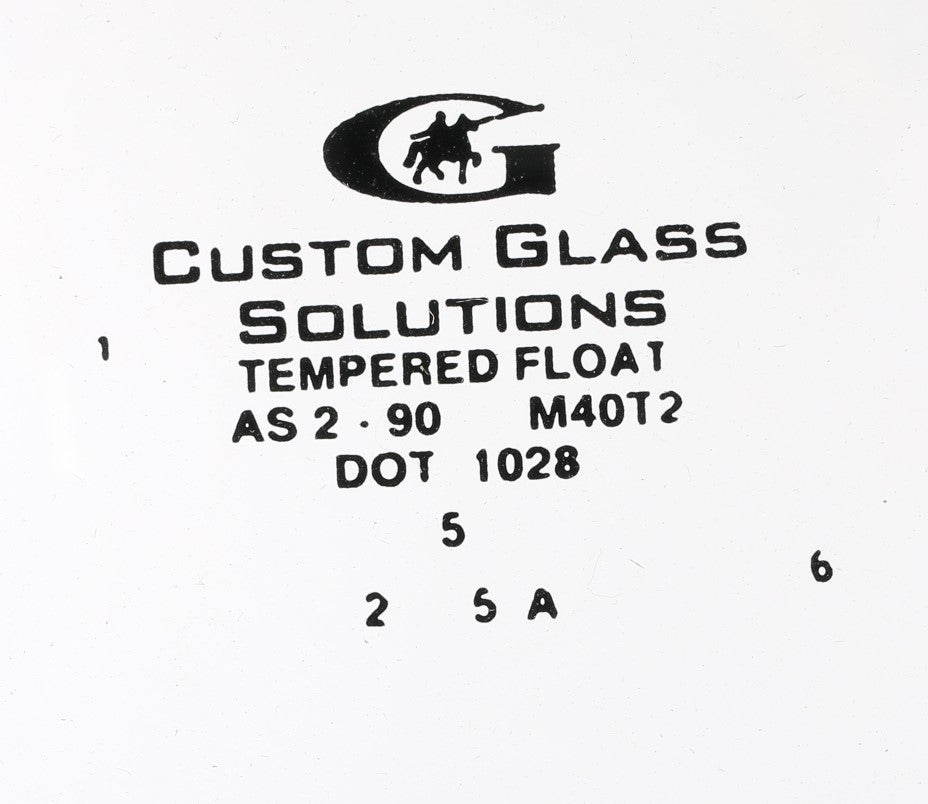 G
CUSTOM GLASS
SOLUTIONS
1
TEMPERED FLOAT
AS 2 · 90 M40T2
DOT 1028
5
6
2 5 A